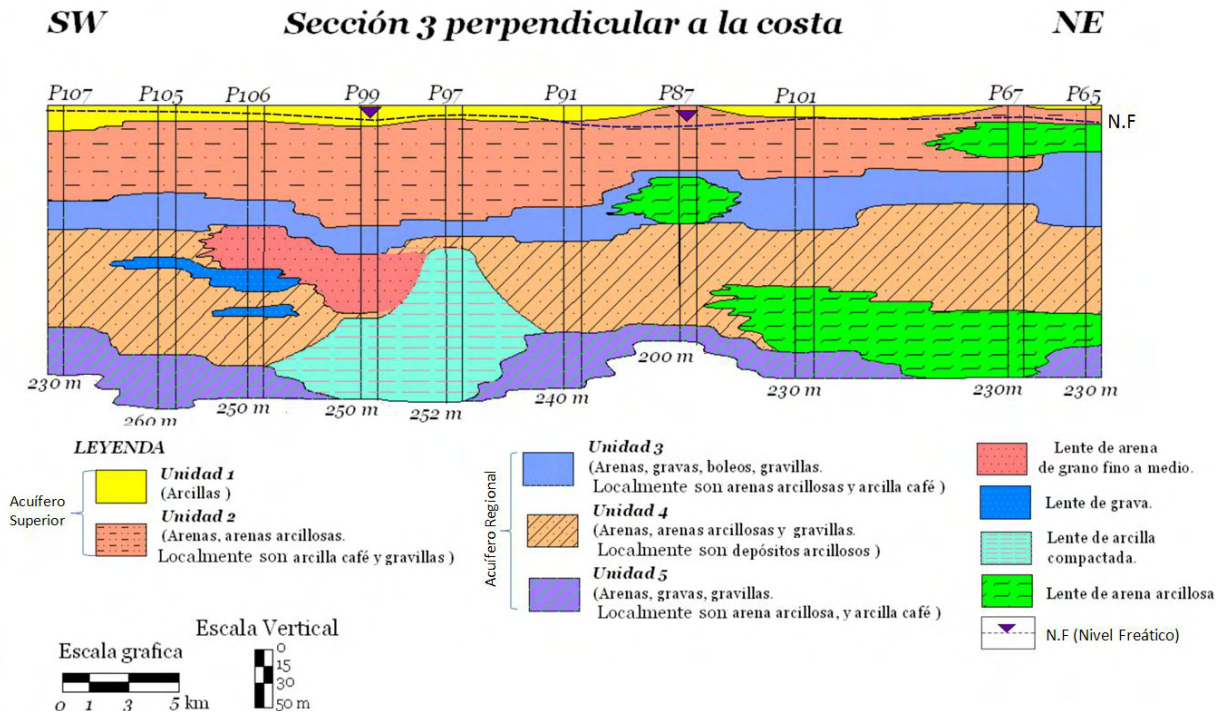 SW Sección 3 perpendicular a la costa NE
P107 P105 P106 P99 P97 P91 P87 P101 P67 P65
N.F
230 m 260 m 250 m 250 m 252 m 240 m 200 m 230 m 230m 230 m
LEYENDA
Acuífero
Superior
Unidad 1
(Arcillas )
Unidad 2
(Arenas, arenas arcillosas.
Localmente son arcilla café y gravillas )
Acuífero Regional
Unidad 3
(Arenas, gravas, boleos, gravillas.
Localmente son arenas arcillosas y arcilla café )
Unidad 4
(Arenas, arenas arcillosas y gravillas.
Localmente son depósitos arcillosos )
Unidad 5
(Arenas, gravas, gravillas.
Localmente son arena arcillosa, y arcilla café )
Lente de arena
de grano fino a medio.
Lente de grava.
Lente de arcilla
compactada.
Lente de arena arcillosa
N.F (Nivel Freático)
Escala grafica
0 1 3 5 km
Escala Vertical
0
15
30
50 m